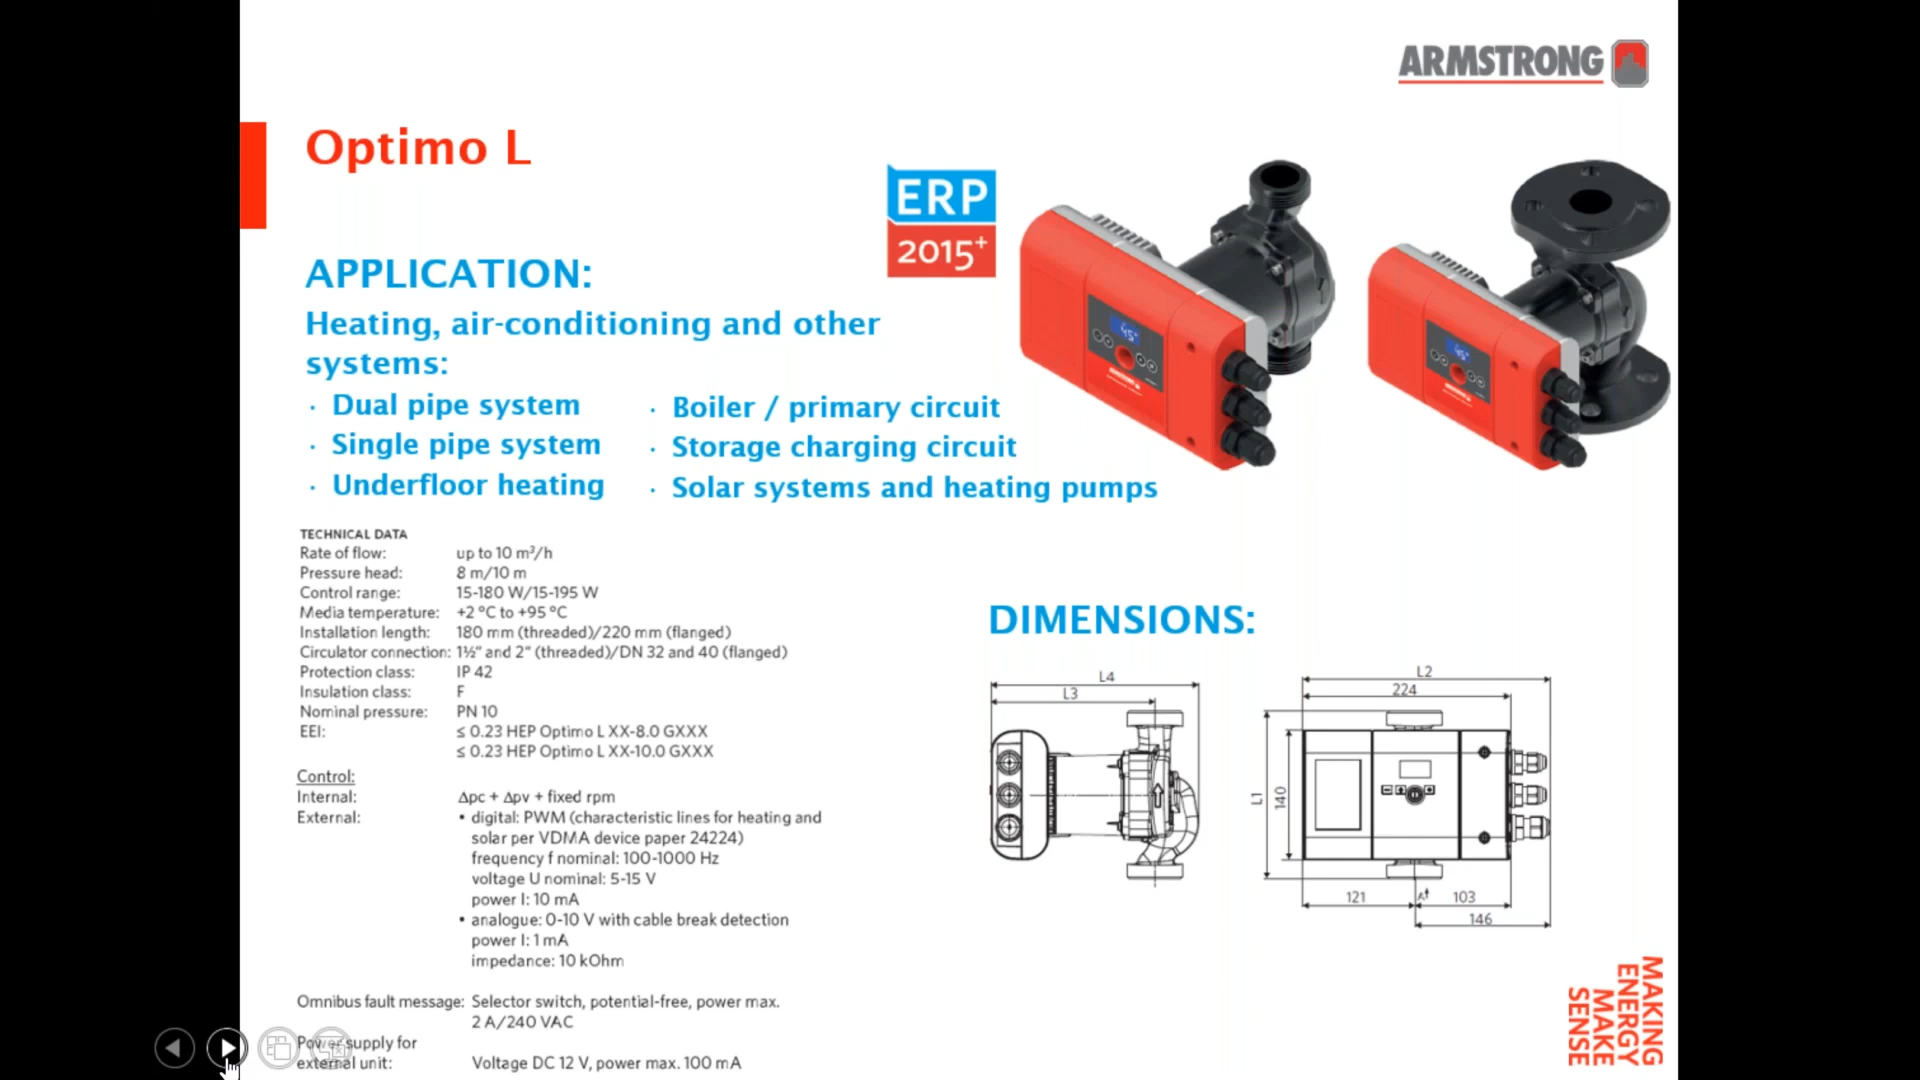 ARMSTRONG
Optimo L
ERP
2015+
APPLICATION:
Heating, air-conditioning and other
systems:
· Dual pipe system
· Single pipe system
· Underfloor heating
· Boiler / primary circuit
· Storage charging circuit
· Solar systems and heating pumps
45°
ARMSTRONG
45°
TECHNICAL DATA
Rate of flow: up to 10 m³/h
Pressure head: 8 m/10 m
Control range: 15-180 W/15-195 W
Media temperature: +2 °C to +95 °C
Installation length: 180 mm (threaded)/220 mm (flanged)
Circulator connection: 1½" and 2" (threaded)/DN 32 and 40 (flanged)
Protection class: IP 42
Insulation class: F
Nominal pressure: PN 10
EEI: ≤ 0.23 HEP Optimo L XX-8.0 GXXX
≤ 0.23 HEP Optimo L XX-10.0 GXXX
Control:
Internal: Δpc + Δpv + fixed rpm
External: • digital: PWM (characteristic lines for heating and
solar per VDMA device paper 24224)
frequency f nominal: 100-1000 Hz
voltage U nominal: 5-15 V
power I: 10 mA
• analogue: 0-10 V with cable break detection
power I: 1 mA
impedance: 10 kOhm
Omnibus fault message: Selector switch, potential-free, power max.
2 A/240 VAC
Power supply for
external unit: Voltage DC 12 V, power max. 100 mA
DIMENSIONS:
L4
L3
L2
224
L1
140
121
A
103
146
MAKING
ENERGY
MAKE
SENSE